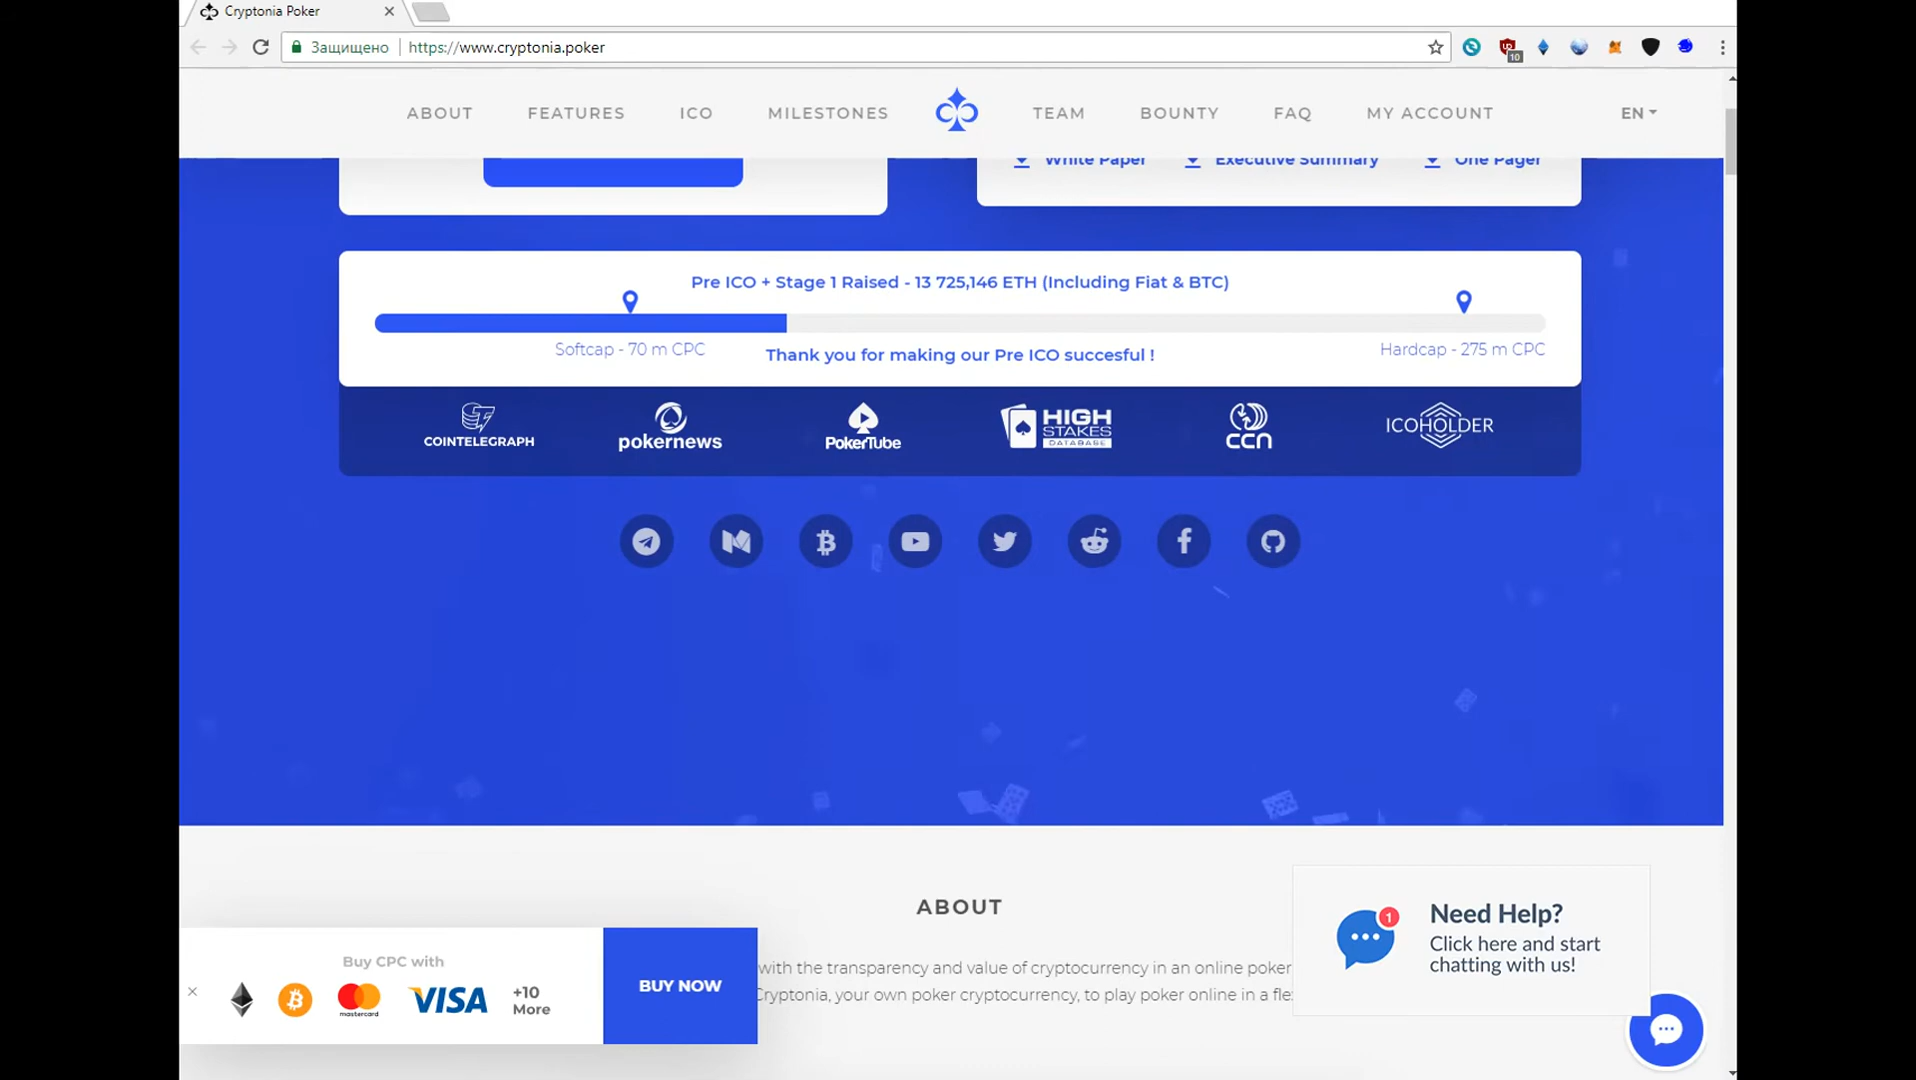 Cryptonia Poker
Защищено
https://www.cryptonia.poker
10
ABOUT
FEATURES
ICO
MILESTONES
TEAM
BOUNTY
FAQ
MY ACCOUNT
EN
White Paper
Executive Summary
One Pager
Pre ICO + Stage 1 Raised - 13 725,146 ETH (Including Fiat & BTC)
Softcap - 70 m CPC
Thank you for making our Pre ICO succesful !
Hardcap - 275 m CPC
COINTELEGRAPH
pokernews
PokerTube
HIGH
STAKES
DATABASE
CCN
ICOHOLDER
ABOUT
with the transparency and value of cryptocurrency in an online poker
Cryptonia, your own poker cryptocurrency, to play poker online in a fle
Buy CPC with
mastercard
VISA
+10
More
BUY NOW
1
Need Help?
Click here and start
chatting with us!